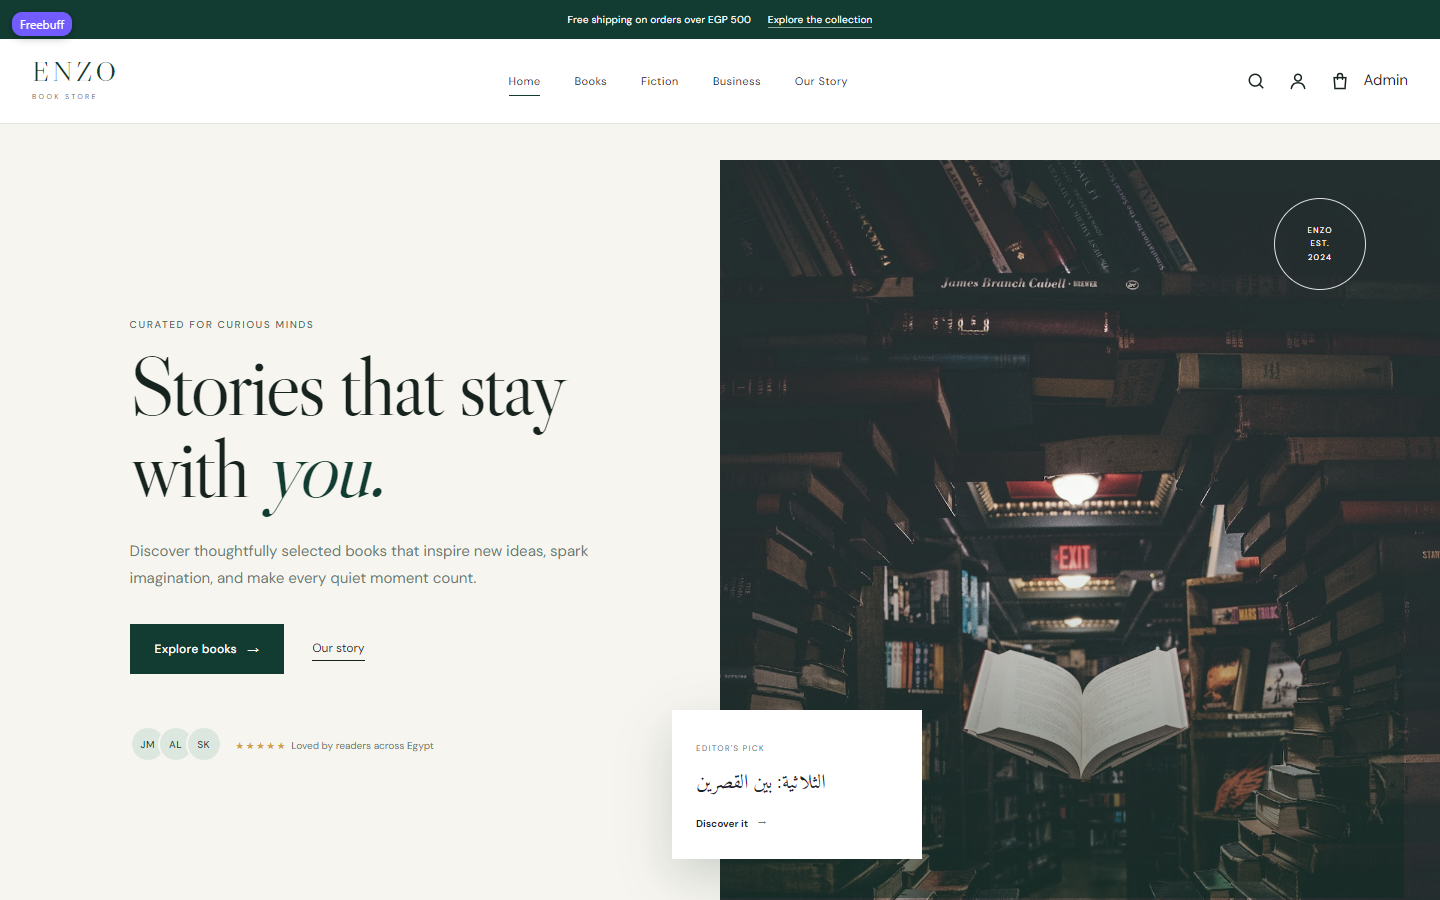 Freebuff
Free shipping on orders over EGP 500 Explore the collection
ENZO
BOOK STORE
Home Books Fiction Business Our Story
Admin
CURATED FOR CURIOUS MINDS
Stories that stay
with you.
Discover thoughtfully selected books that inspire new ideas, spark
imagination, and make every quiet moment count.
Explore books →
Our story
JM AL SK
★★★★★ Loved by readers across Egypt
ENZO
EST.
2024
James Branch Cabell · BREWER
EXIT
MARS
EDITOR'S PICK
الثلاثية: بين القصرين
Discover it →